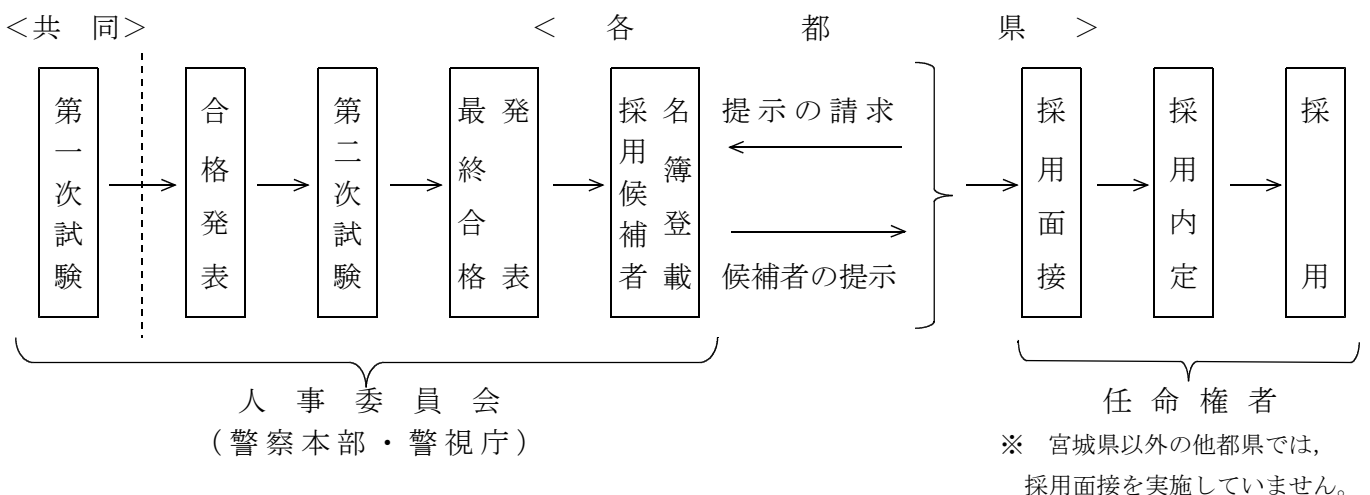 ＜共　同＞
＜　各　都　県　＞
第一次試験
合格発表
第二次試験
最終合格
発表
採用候補者
名簿登載
提示の請求
候補者の提示
採用面接
採用内定
採用
人事委員会
（警察本部・警視庁）
任命権者
※　宮城県以外の他都県では，
採用面接を実施していません。